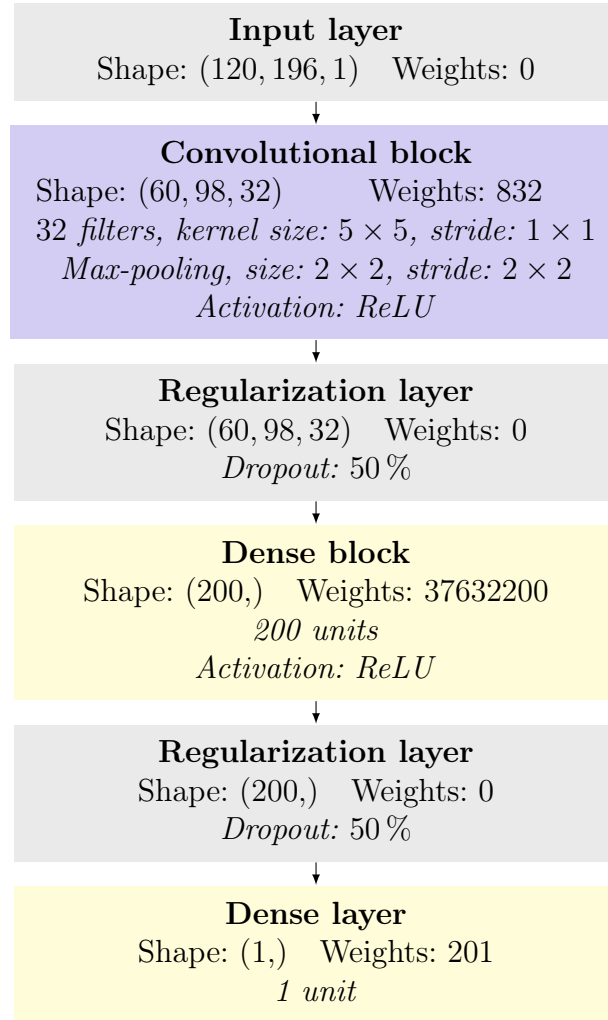 Input layer
Shape: (120, 196, 1) Weights: 0
Convolutional block
Shape: (60, 98, 32) Weights: 832
32 filters, kernel size: 5 × 5, stride: 1 × 1
Max-pooling, size: 2 × 2, stride: 2 × 2
Activation: ReLU
Regularization layer
Shape: (60, 98, 32) Weights: 0
Dropout: 50 %
Dense block
Shape: (200,) Weights: 37632200
200 units
Activation: ReLU
Regularization layer
Shape: (200,) Weights: 0
Dropout: 50 %
Dense layer
Shape: (1,) Weights: 201
1 unit